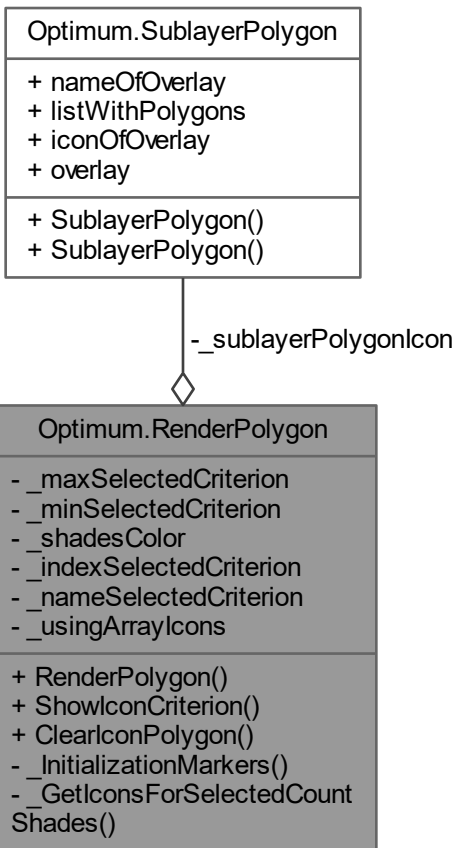 Optimum.SublayerPolygon
+ nameOfOverlay
+ listWithPolygons
+ iconOfOverlay
+ overlay
+ SublayerPolygon()
+ SublayerPolygon()
-_sublayerPolygonIcon
Optimum.RenderPolygon
- _maxSelectedCriterion
- _minSelectedCriterion
- _shadesColor
- _indexSelectedCriterion
- _nameSelectedCriterion
- _usingArrayIcons
+ RenderPolygon()
+ ShowIconCriterion()
+ ClearIconPolygon()
- _InitializationMarkers()
- _GetIconsForSelectedCount
Shades()